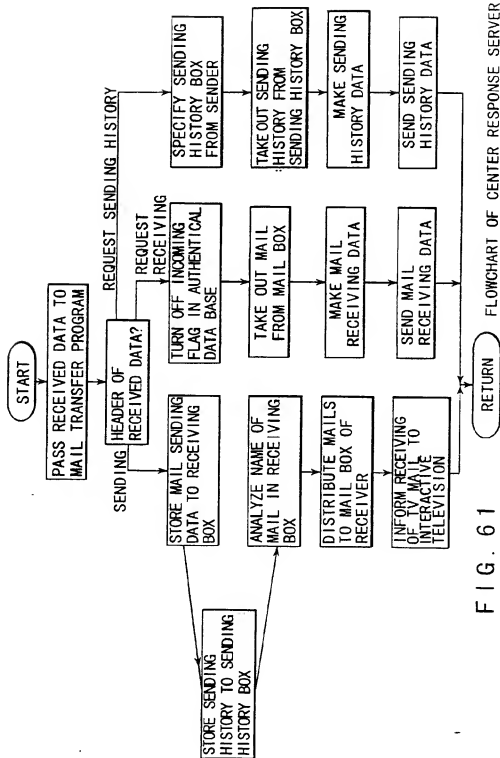 START
PASS RECEIVED DATA TO
MAIL TRANSFER PROGRAM
HEADER OF
RECEIVED DATA?
SENDING
REQUEST SENDING HISTORY
REQUEST
RECEIVING
STORE MAIL SENDING
DATA TO RECEIVING
BOX
STORE SENDING
HISTORY TO SENDING
HISTORY BOX
ANALYZE NAME OF
MAIL IN RECEIVING
BOX
DISTRIBUTE MAILS
TO MAIL BOX OF
RECEIVER
INFORM RECEIVING
OF TV MAIL TO
INTERACTIVE
TELEVISION
TURN OFF INCOMING
FLAG IN AUTHENTICAL
DATA BASE
TAKE OUT MAIL
FROM MAIL BOX
MAKE MAIL
RECEIVING DATA
SEND MAIL
RECEIVING DATA
SPECIFY SENDING
HISTORY BOX
FROM SENDER
TAKE OUT SENDING
HISTORY FROM
SENDING HISTORY BOX
MAKE SENDING
HISTORY DATA
SEND SENDING
HISTORY DATA
RETURN
FIG. 61
FLOWCHART OF CENTER RESPONSE SERVER